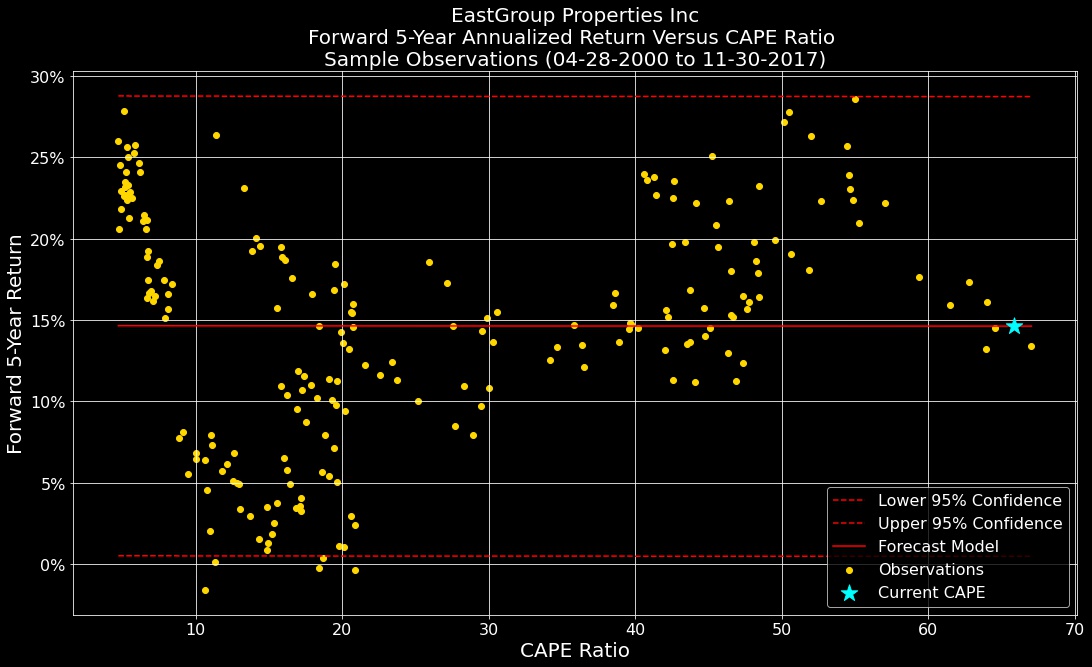 EastGroup Properties Inc
Forward 5-Year Annualized Return Versus CAPE Ratio
Sample Observations (04-28-2000 to 11-30-2017)
Forward 5-Year Return
30%
25%
20%
15%
10%
5%
0%
Lower 95% Confidence
Upper 95% Confidence
Forecast Model
Observations
Current CAPE
10 20 30 40 50 60 70
CAPE Ratio